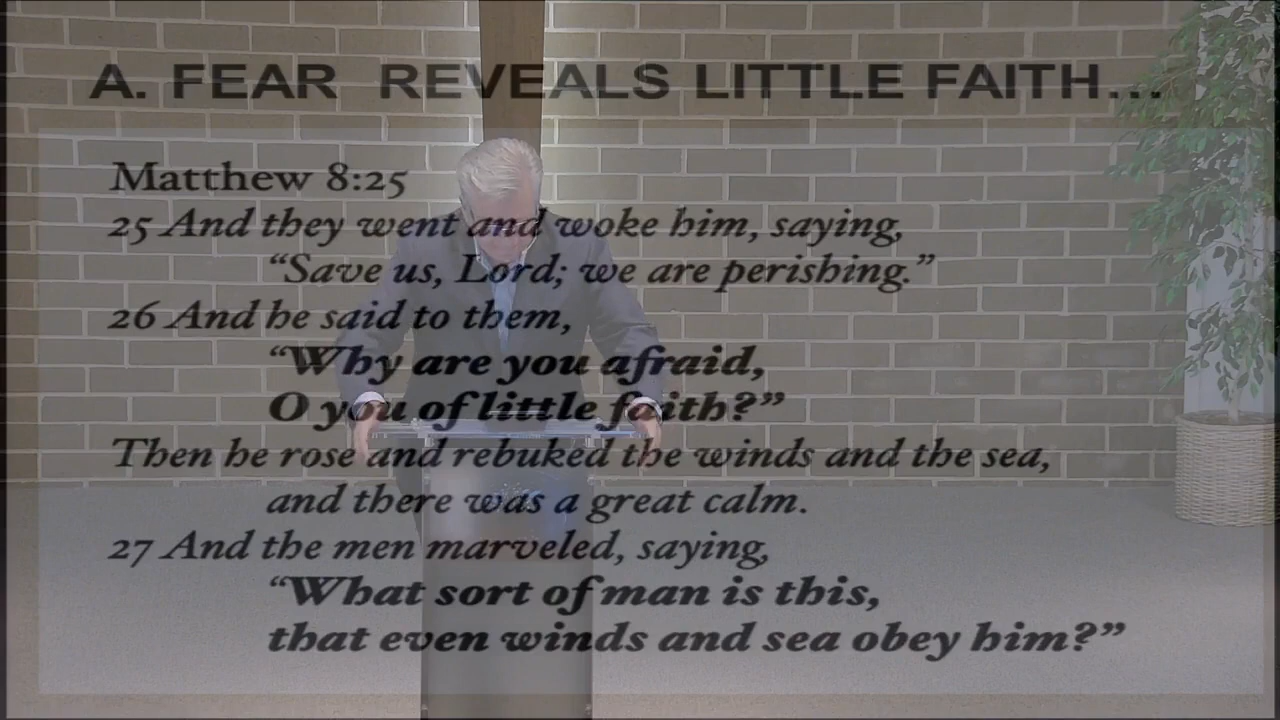 A. FEAR REVEALS LITTLE FAITH...
Matthew 8:25
25 And they went and woke him, saying,
“Save us, Lord; we are perishing.”
26 And he said to them,
“Why are you afraid,
O you of little faith?”
Then he rose and rebuked the winds and the sea,
and there was a great calm.
27 And the men marveled, saying,
“What sort of man is this,
that even winds and sea obey him?”